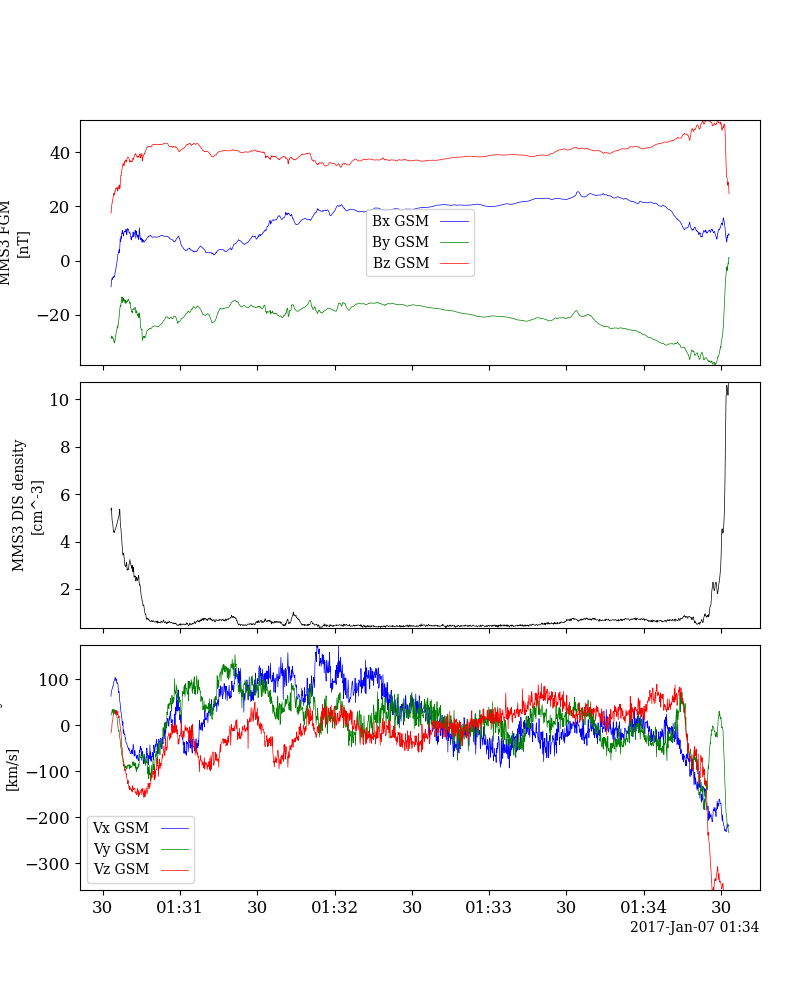 40
20
0
−20
MMS3 FGM
[nT]
Bx GSM
By GSM
Bz GSM
10
8
6
4
2
MMS3 DIS density
[cm^-3]
100
0
−100
−200
−300
[km/s]
Vx GSM
Vy GSM
Vz GSM
30 01:31 30 01:32 30 01:33 30 01:34 30
2017-Jan-07 01:34